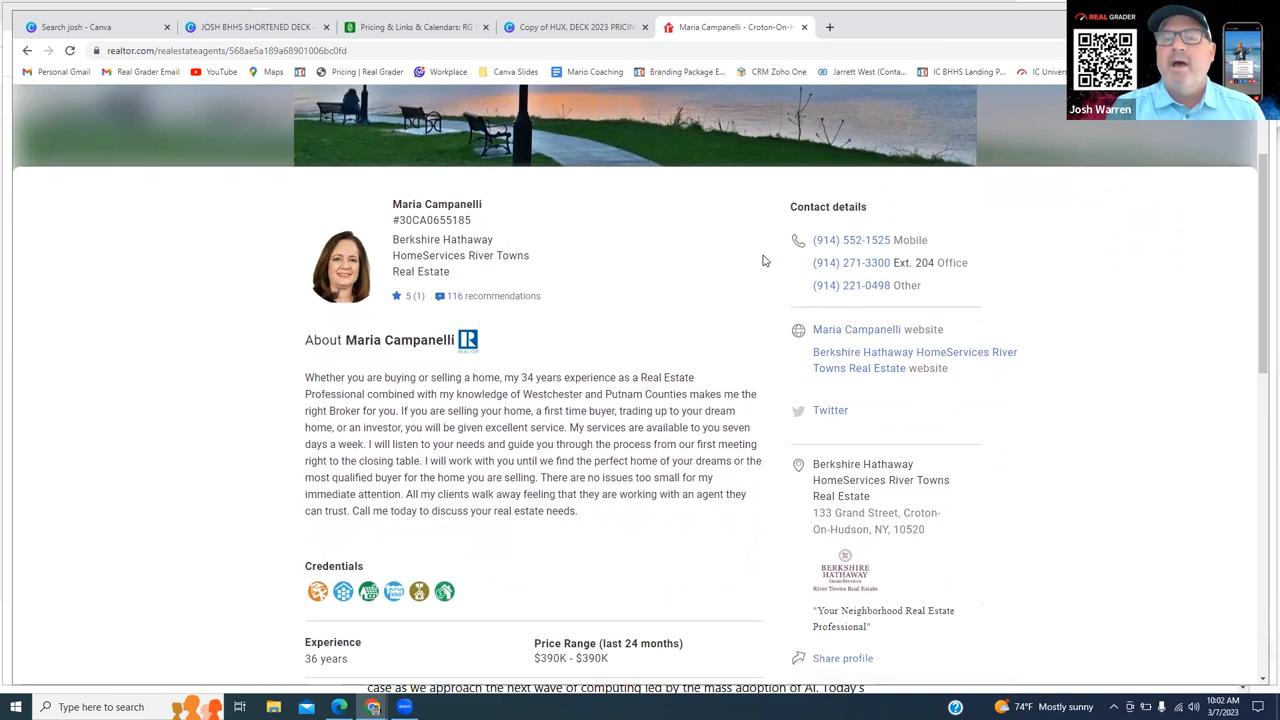 Search josh - Canva
JOSH BHHS SHORTENED DECK -
Pricing & Calendars: RG
Copy of HUX. DECK 2023 PRICIN
Maria Campanelli - Croton-On-H
realtor.com/realestateagents/568ae5a189a68901006bc0fd
Personal Gmail
Real Grader Email
YouTube
Maps
Pricing | Real Grader
Workplace
Canva Slides
Mario Coaching
Branding Package E...
CRM Zoho One
Jarrett West (Conta...
IC BHHS Landing P...
IC Univers
REAL GRADER
Josh Warren
Maria Campanelli
#30CA0655185
Berkshire Hathaway
HomeServices River Towns
Real Estate
5 (1) 116 recommendations
About Maria Campanelli R
REALTOR
Whether you are buying or selling a home, my 34 years experience as a Real Estate
Professional combined with my knowledge of Westchester and Putnam Counties makes me the
right Broker for you. If you are selling your home, a first time buyer, trading up to your dream
home, or an investor, you will be given excellent service. My services are available to you seven
days a week. I will listen to your needs and guide you through the process from our first meeting
right to the closing table. I will work with you until we find the perfect home of your dreams or the
most qualified buyer for the home you are selling. There are no issues too small for my
immediate attention. All my clients walk away feeling that they are working with an agent they
can trust. Call me today to discuss your real estate needs.
Credentials
Experience
36 years
Price Range (last 24 months)
$390K - $390K
Contact details
(914) 552-1525 Mobile
(914) 271-3300 Ext. 204 Office
(914) 221-0498 Other
Maria Campanelli website
Berkshire Hathaway HomeServices River
Towns Real Estate website
Twitter
Berkshire Hathaway
HomeServices River Towns
Real Estate
133 Grand Street, Croton-
On-Hudson, NY, 10520
BERKSHIRE
HATHAWAY
HomeServices
River Towns Real Estate
"Your Neighborhood Real Estate
Professional"
Share profile
case as we approach the next wave of computing led by the mass adoption of AI. Today's
Type here to search
zoom
74°F Mostly sunny
10:02 AM
3/7/2023